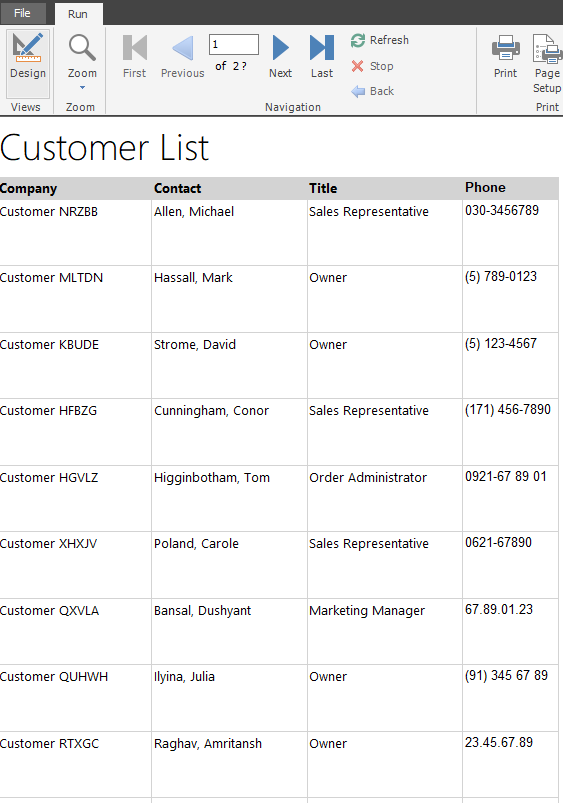 File Run
1
Refresh
Design Zoom First Previous of 2 ? Next Last Stop Print Page Setup
Back
Views Zoom Navigation Print
Customer List
Company Contact Title Phone
Customer NRZBB Allen, Michael Sales Representative 030-3456789
Customer MLTDN Hassall, Mark Owner (5) 789-0123
Customer KBUDE Strome, David Owner (5) 123-4567
Customer HFBZG Cunningham, Conor Sales Representative (171) 456-7890
Customer HGVLZ Higginbotham, Tom Order Administrator 0921-67 89 01
Customer XHXJV Poland, Carole Sales Representative 0621-67890
Customer QXVLA Bansal, Dushyant Marketing Manager 67.89.01.23
Customer QUHWH Ilyina, Julia Owner (91) 345 67 89
Customer RTXGC Raghav, Amritansh Owner 23.45.67.89